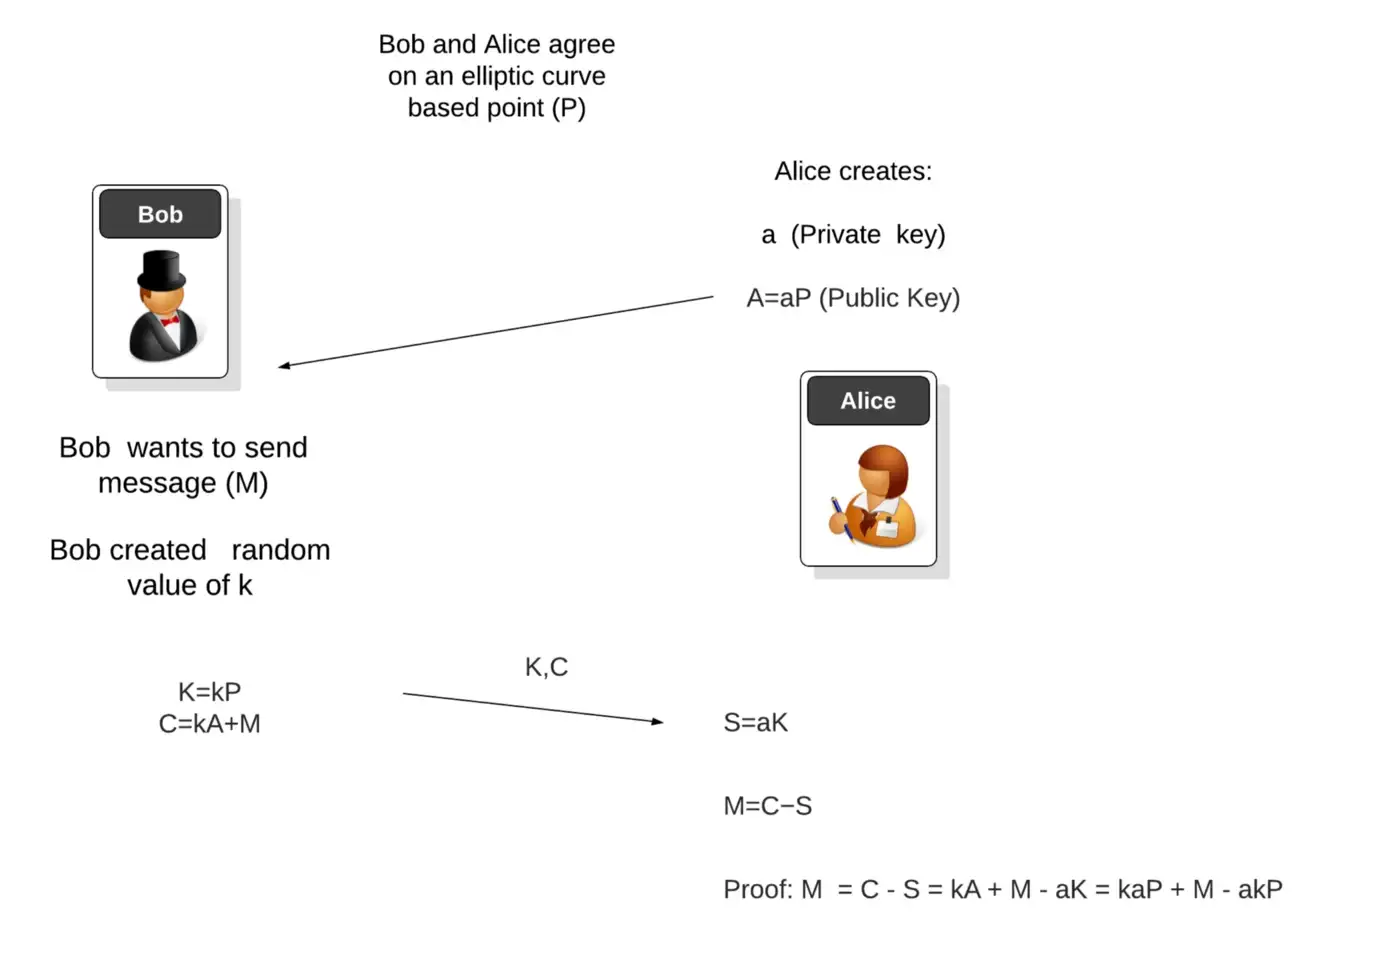 Bob and Alice agree
on an elliptic curve
based point (P)
Alice creates:
a (Private key)
A=aP (Public Key)
Bob
Alice
Bob wants to send
message (M)
Bob created random
value of k
K=kP
C=kA+M
K,C
S=aK
M=C−S
Proof: M = C - S = kA + M - aK = kaP + M - akP